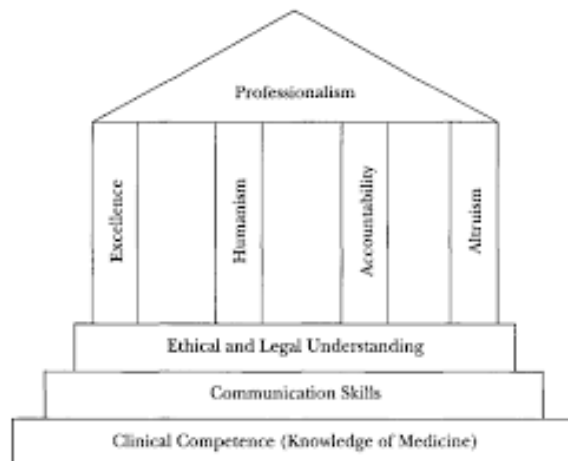 Professionalism
Excellence
Humanism
Accountability
Altruism
Ethical and Legal Understanding
Communication Skills
Clinical Competence (Knowledge of Medicine)